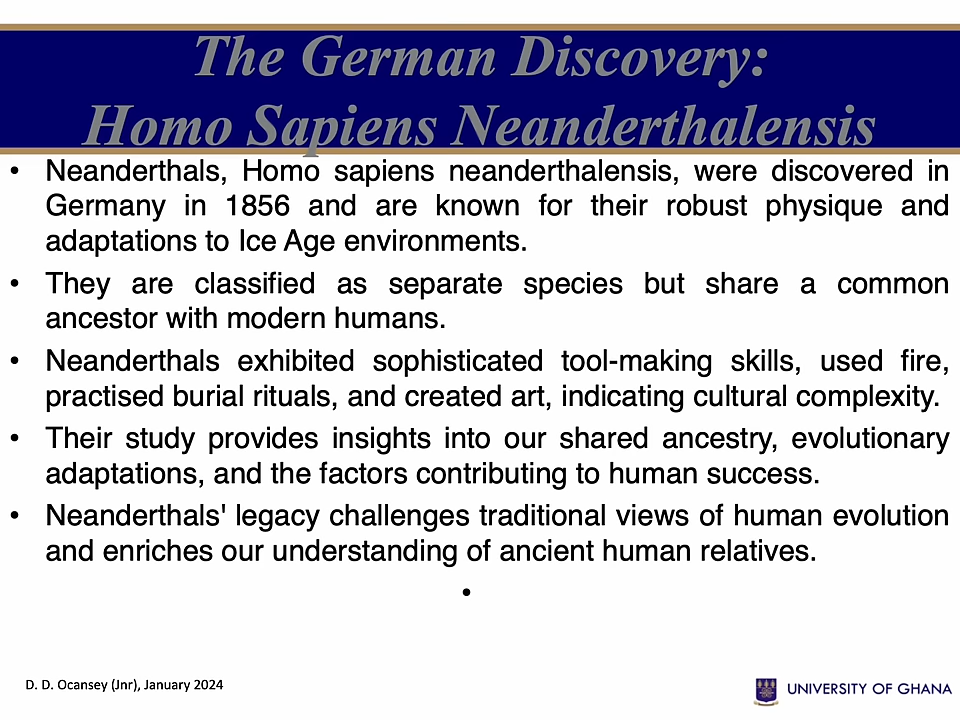 The German Discovery:
Homo Sapiens Neanderthalensis
• Neanderthals, Homo sapiens neanderthalensis, were discovered in
Germany in 1856 and are known for their robust physique and
adaptations to Ice Age environments.
• They are classified as separate species but share a common
ancestor with modern humans.
• Neanderthals exhibited sophisticated tool-making skills, used fire,
practised burial rituals, and created art, indicating cultural complexity.
• Their study provides insights into our shared ancestry, evolutionary
adaptations, and the factors contributing to human success.
• Neanderthals' legacy challenges traditional views of human evolution
and enriches our understanding of ancient human relatives.
•
D. D. Ocansey (Jnr), January 2024
UNIVERSITY OF GHANA